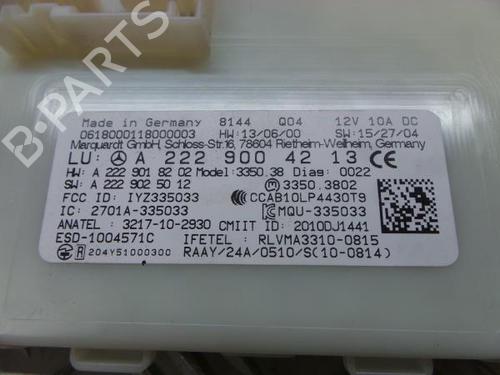 Made in Germany 8144 Q04 12V 10A DC
0618000118000003 HW:13/06/00 SW:15/27/04
Marquardt GmbH, Schloss-Str.16, 78604 Rietheim-Weilheim, Germany
LU: A 222 900 42 13 CE
HW: A 222 901 82 02 Model: 3350.38 Diag: 0022
SW: A 222 902 50 12 3350.3802
FCC ID: IYZ335033 CCAB10LP4430T9
IC: 2701A-335033 MQU-335033
ANATEL: 3217-10-2930 CMIIT ID: 2010DJ1441
ESD-1004571C IFETEL: RLVMA3310-0815
R 204Y51000300 RAAY/24A/0510/S(10-0814)
B-PARTS